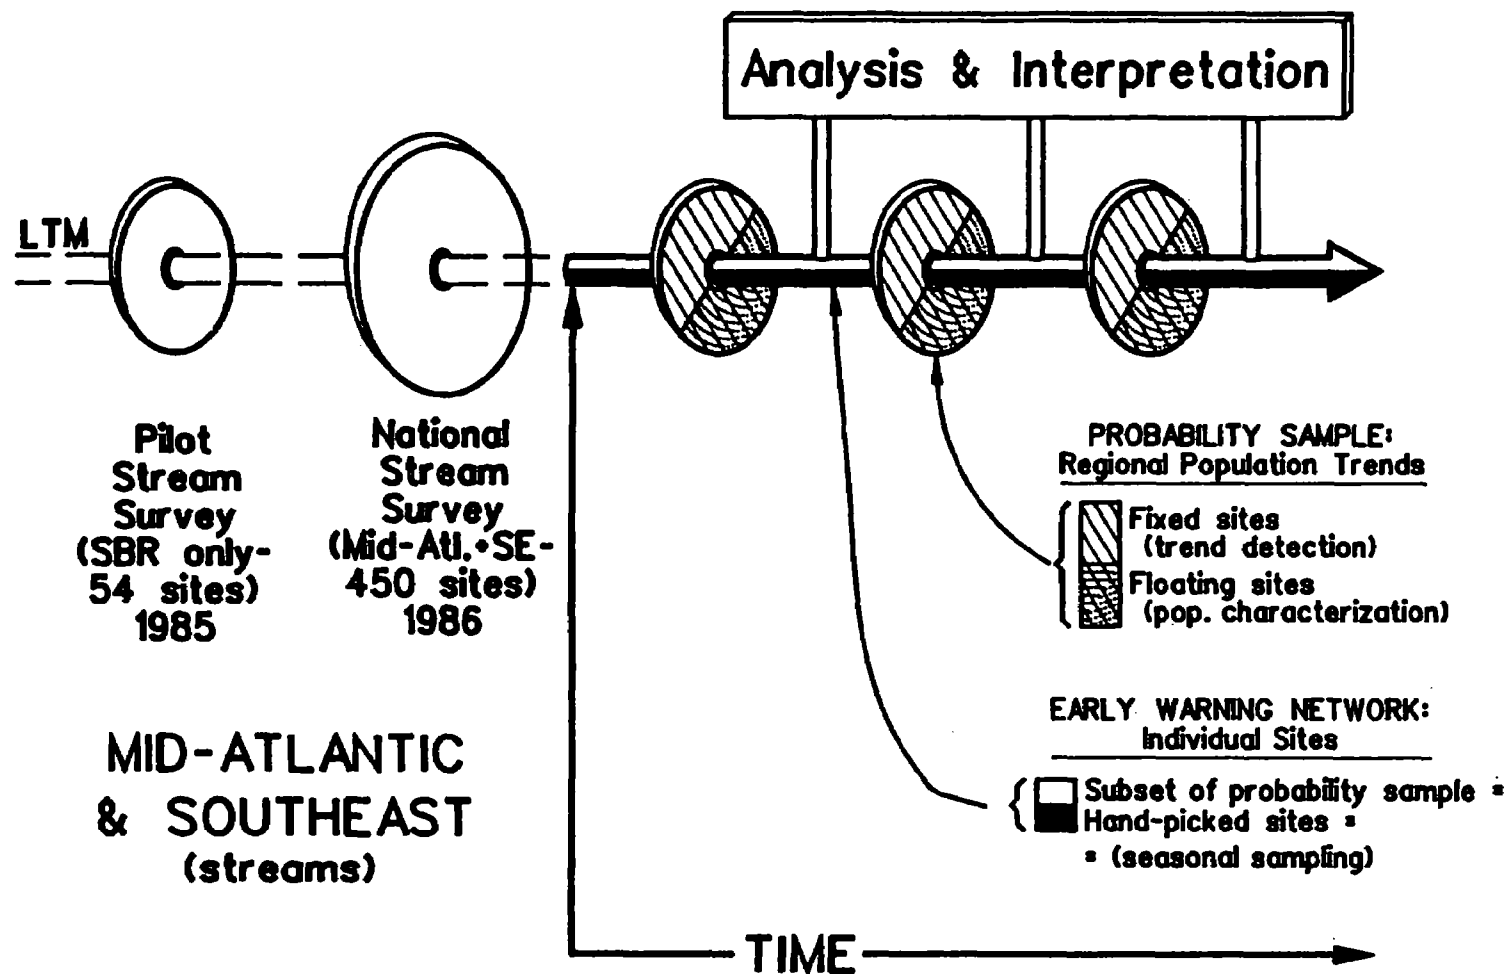 Analysis & Interpretation
LTM
Pilot
Stream
Survey
(SBR only-
54 sites)
1985
National
Stream
Survey
(Mid-Atl.+SE-
450 sites)
1986
PROBABILITY SAMPLE:
Regional Population Trends
Fixed sites
(trend detection)
Floating sites
(pop. characterization)
EARLY WARNING NETWORK:
Individual Sites
Subset of probability sample *
Hand-picked sites *
* (seasonal sampling)
MID-ATLANTIC
& SOUTHEAST
(streams)
TIME